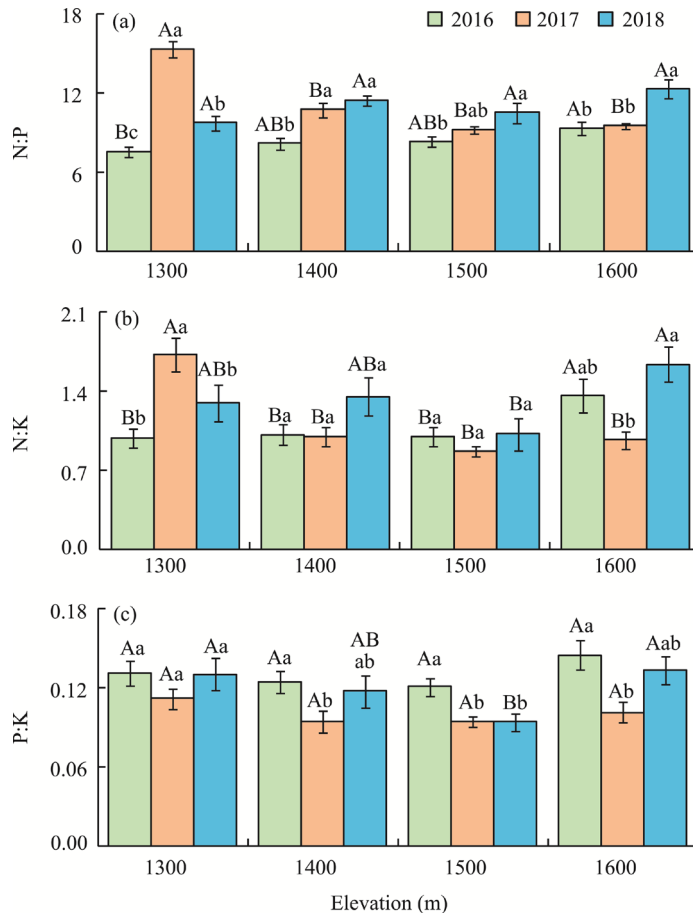 (a)
2016 2017 2018
N:P
18
12
6
0
Bc Aa Ab
ABb Ba Aa
ABb Bab Aa
Ab Bb Aa
1300 1400 1500 1600
(b)
N:K
2.1
1.4
0.7
0.0
Bb Aa ABb
Ba Ba ABa
Ba Ba Ba
Aab Bb Aa
1300 1400 1500 1600
(c)
P:K
0.18
0.12
0.06
0.00
Aa Aa Aa
Aa Ab AB
ab
Aa Ab Bb
Aa Ab Aab
1300 1400 1500 1600
Elevation (m)